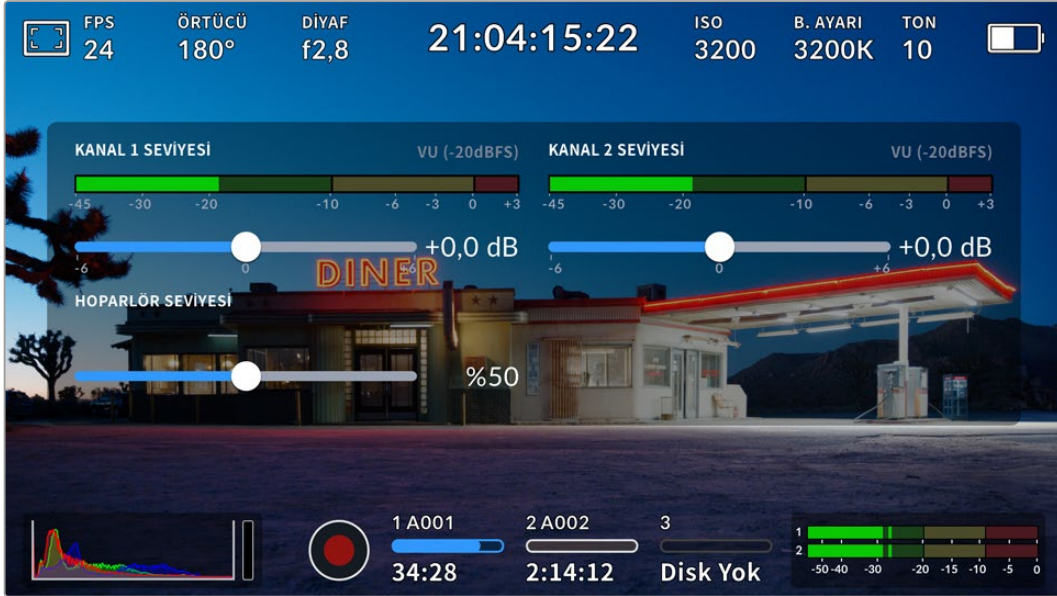 FPS ÖRTÜCÜ DİYAF 21:04:15:22 ISO B. AYARI TON
24 180° f2,8 3200 3200K 10
KANAL 1 SEVİYESİ VU (-20dBFS) KANAL 2 SEVİYESİ VU (-20dBFS)
-45 -30 -20 -10 -6 -3 0 +3 -45 -30 -20 -10 -6 -3 0 +3
+0,0 dB +0,0 dB
-6 0 +6 -6 0 +6
DINER
HOPARLÖR SEVİYESİ
%50
1 A001 2 A002 3
34:28 2:14:12 Disk Yok
1
2
-50 -40 -30 -20 -15 -10 -5 0